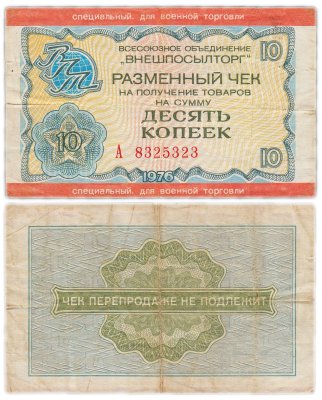 специальный. для военной торговли
ВПТ
ВСЕСОЮЗНОЕ ОБЪЕДИНЕНИЕ
„ВНЕШПОСЫЛТОРГ"
10
РАЗМЕННЫЙ ЧЕК
НА ПОЛУЧЕНИЕ ТОВАРОВ
НА СУММУ
ДЕСЯТЬ
КОПЕЕК
10
А 8325323
10
1976
специальный. для военной торговли
ЧЕК ПЕРЕПРОДАЖЕ НЕ ПОДЛЕЖИТ